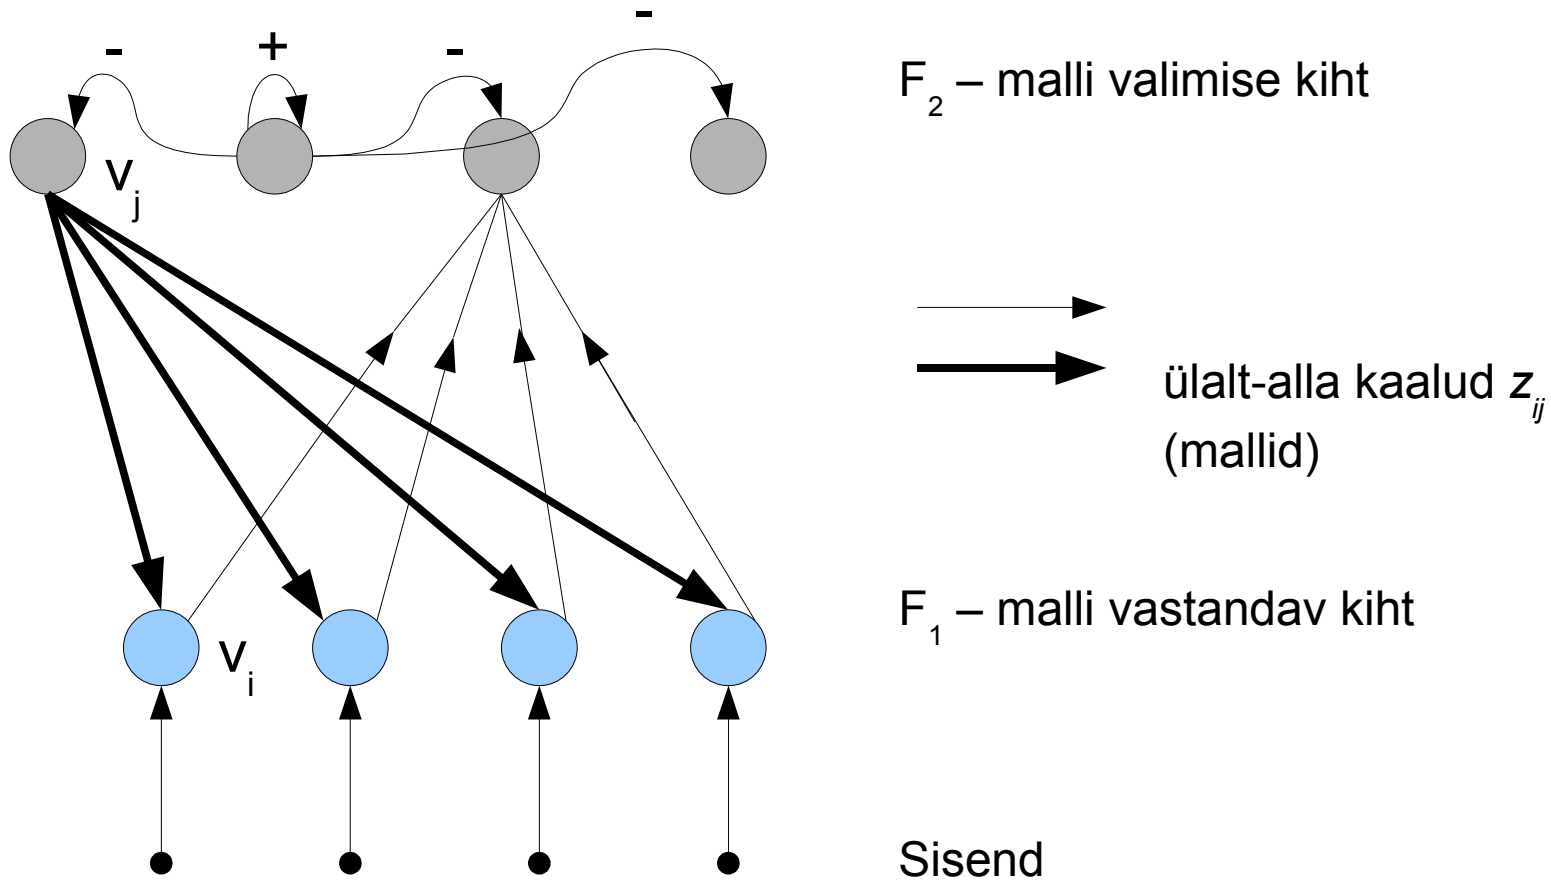 - + - -
F₂ – malli valimise kiht
vⱼ
ülalt-alla kaalud zᵢⱼ
(mallid)
F₁ – malli vastandav kiht
vᵢ
Sisend